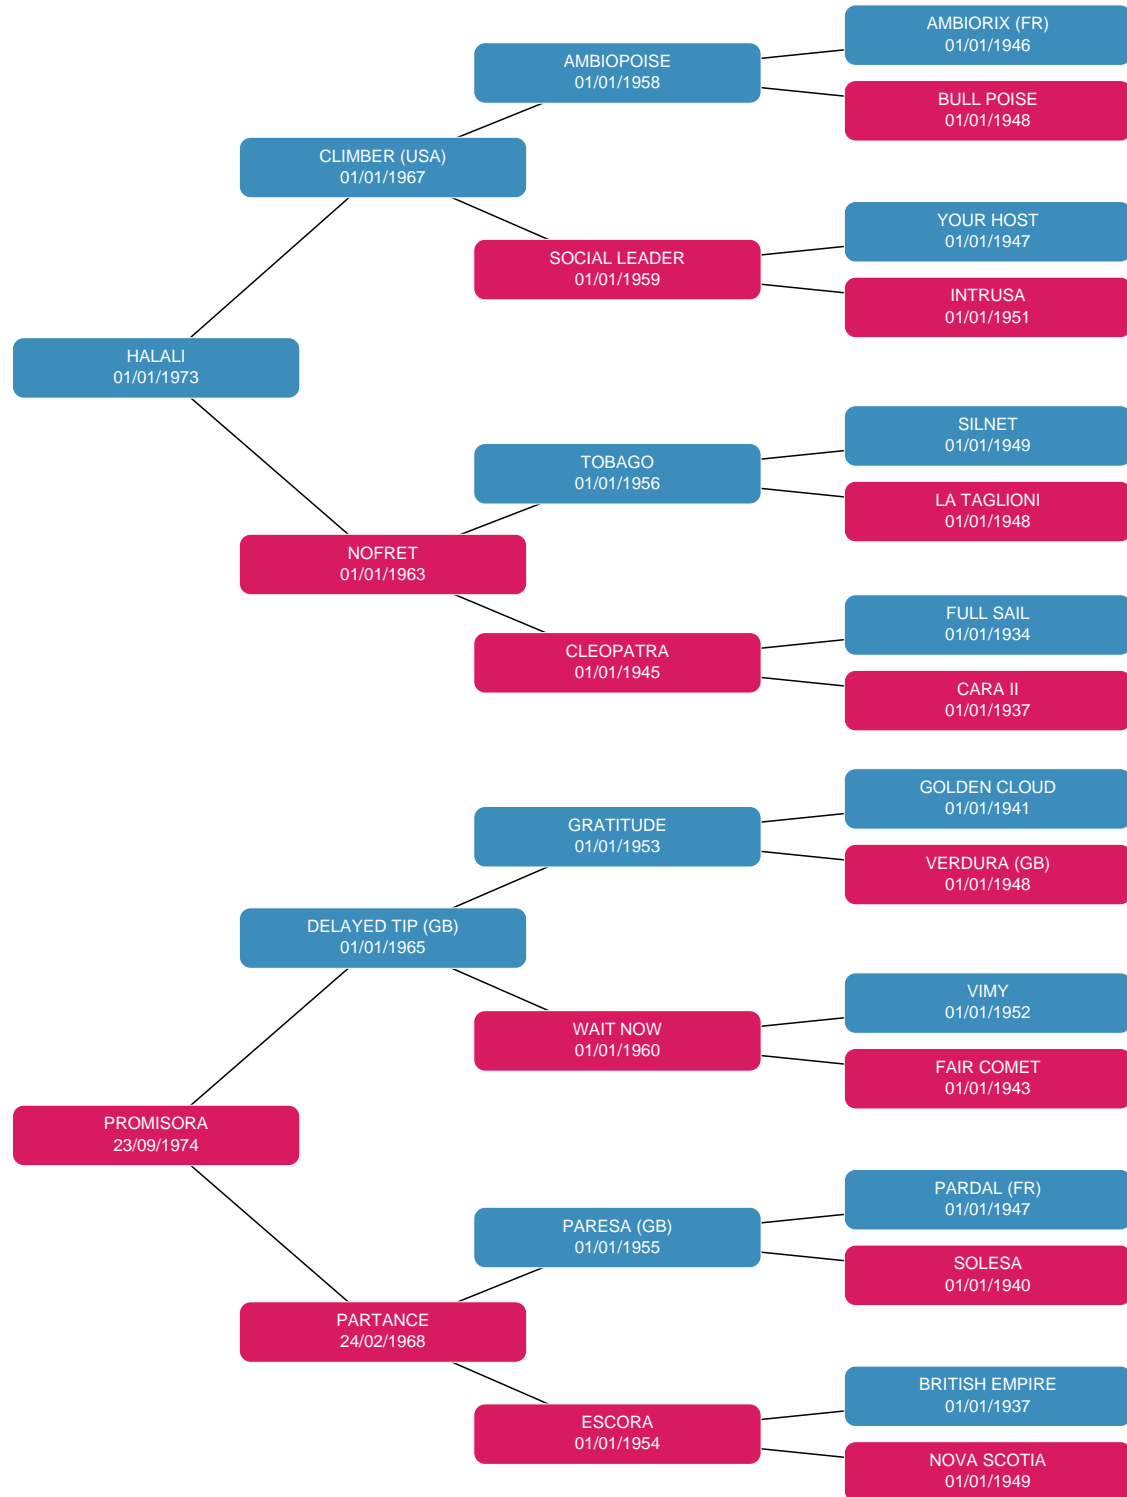 AMBIORIX (FR)
01/01/1946
AMBIOPOISE
01/01/1958
BULL POISE
01/01/1948
CLIMBER (USA)
01/01/1967
YOUR HOST
01/01/1947
SOCIAL LEADER
01/01/1959
INTRUSA
01/01/1951
HALALI
01/01/1973
SILNET
01/01/1949
TOBAGO
01/01/1956
LA TAGLIONI
01/01/1948
NOFRET
01/01/1963
FULL SAIL
01/01/1934
CLEOPATRA
01/01/1945
CARA II
01/01/1937
GOLDEN CLOUD
01/01/1941
GRATITUDE
01/01/1953
VERDURA (GB)
01/01/1948
DELAYED TIP (GB)
01/01/1965
VIMY
01/01/1952
WAIT NOW
01/01/1960
FAIR COMET
01/01/1943
PROMISORA
23/09/1974
PARDAL (FR)
01/01/1947
PARESA (GB)
01/01/1955
SOLESA
01/01/1940
PARTANCE
24/02/1968
BRITISH EMPIRE
01/01/1937
ESCORA
01/01/1954
NOVA SCOTIA
01/01/1949